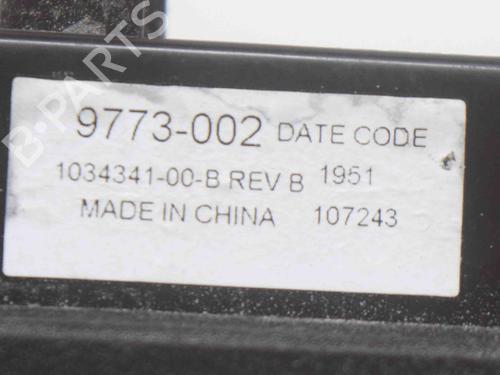 B-PARTS
9773-002 DATE CODE
1034341-00-B REV B 1951
MADE IN CHINA 107243